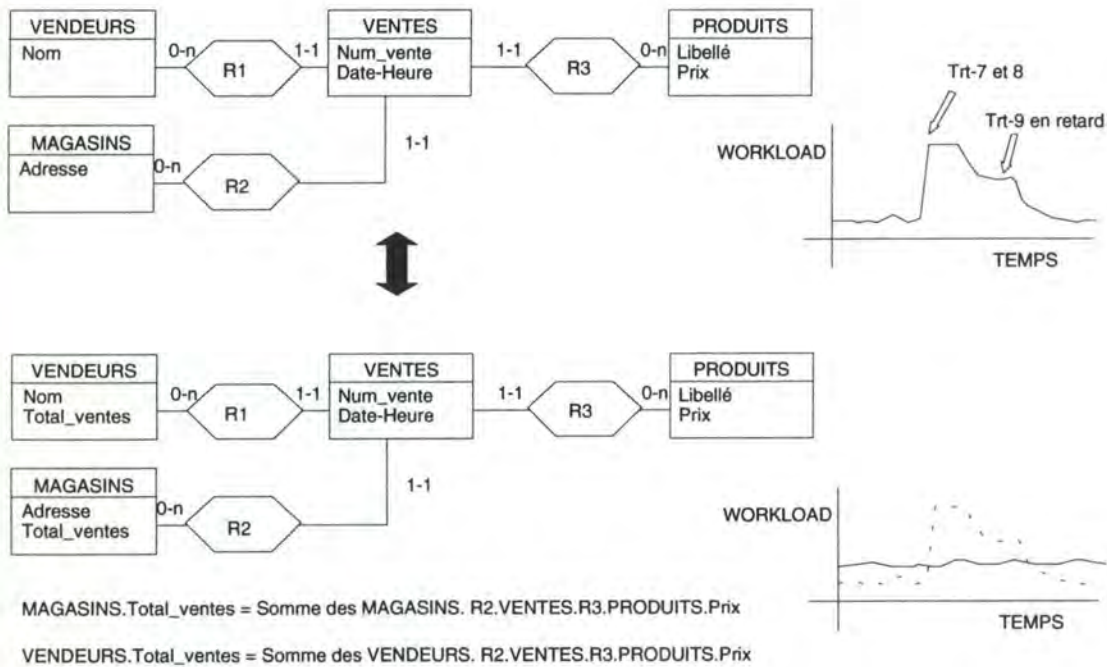 VENDEURS
Nom
0-n
R1
1-1
VENTES
Num_vente
Date-Heure
1-1
R3
0-n
PRODUITS
Libellé
Prix
MAGASINS
Adresse
0-n
R2
1-1
Trt-7 et 8
Trt-9 en retard
WORKLOAD
TEMPS
VENDEURS
Nom
Total_ventes
0-n
R1
1-1
VENTES
Num_vente
Date-Heure
1-1
R3
0-n
PRODUITS
Libellé
Prix
MAGASINS
Adresse
Total_ventes
0-n
R2
1-1
WORKLOAD
TEMPS
MAGASINS.Total_ventes = Somme des MAGASINS. R2.VENTES.R3.PRODUITS.Prix
VENDEURS.Total_ventes = Somme des VENDEURS. R2.VENTES.R3.PRODUITS.Prix